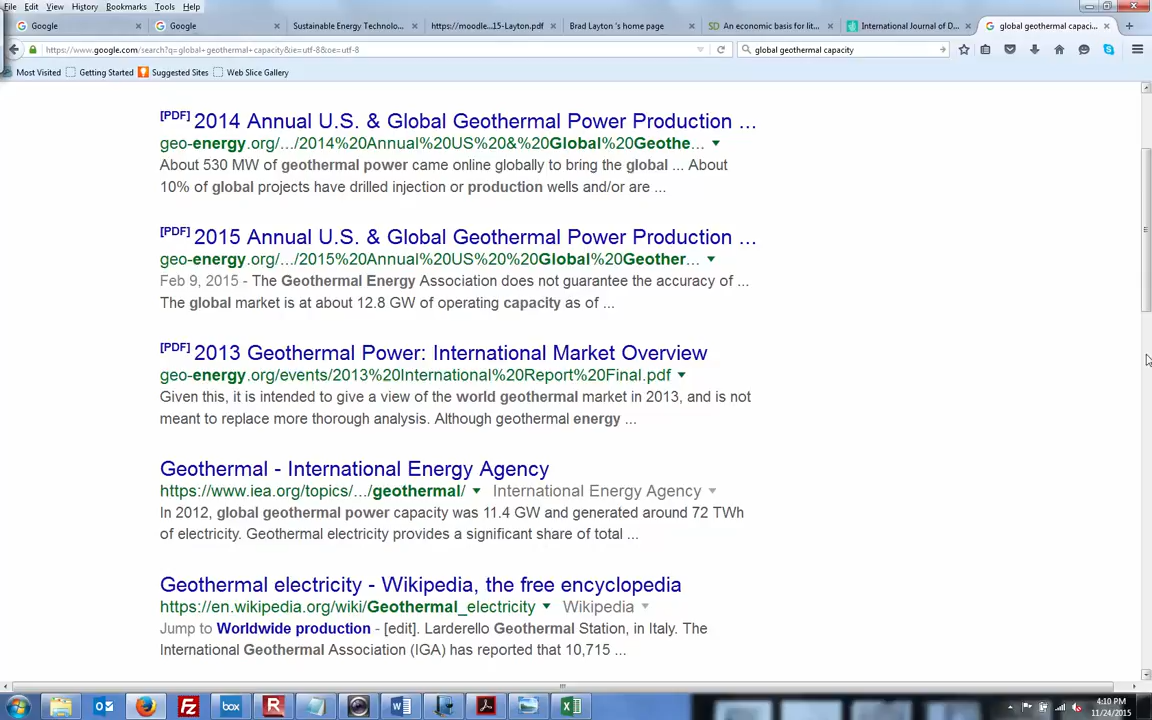 File Edit View History Bookmarks Tools Help
Google
Google
Sustainable Energy Technolo...
https://moodle....15-Layton.pdf
Brad Layton 's home page
An economic basis for lit...
International Journal of D...
global geothermal capaci...
https://www.google.com/search?q=global+geothermal+capacity&ie=utf-8&oe=utf-8
global geothermal capacity
Most Visited Getting Started Suggested Sites Web Slice Gallery
[PDF] 2014 Annual U.S. & Global Geothermal Power Production ...
geo-energy.org/.../2014%20Annual%20US%20&%20Global%20Geothe...
About 530 MW of geothermal power came online globally to bring the global ... About
10% of global projects have drilled injection or production wells and/or are ...
[PDF] 2015 Annual U.S. & Global Geothermal Power Production ...
geo-energy.org/.../2015%20Annual%20US%20%20Global%20Geother...
Feb 9, 2015 - The Geothermal Energy Association does not guarantee the accuracy of ...
The global market is at about 12.8 GW of operating capacity as of ...
[PDF] 2013 Geothermal Power: International Market Overview
geo-energy.org/events/2013%20International%20Report%20Final.pdf
Given this, it is intended to give a view of the world geothermal market in 2013, and is not
meant to replace more thorough analysis. Although geothermal energy ...
Geothermal - International Energy Agency
https://www.iea.org/topics/.../geothermal/ International Energy Agency
In 2012, global geothermal power capacity was 11.4 GW and generated around 72 TWh
of electricity. Geothermal electricity provides a significant share of total ...
Geothermal electricity - Wikipedia, the free encyclopedia
https://en.wikipedia.org/wiki/Geothermal_electricity Wikipedia
Jump to Worldwide production - [edit]. Larderello Geothermal Station, in Italy. The
International Geothermal Association (IGA) has reported that 10,715 ...
box
4:10 PM
11/24/2015